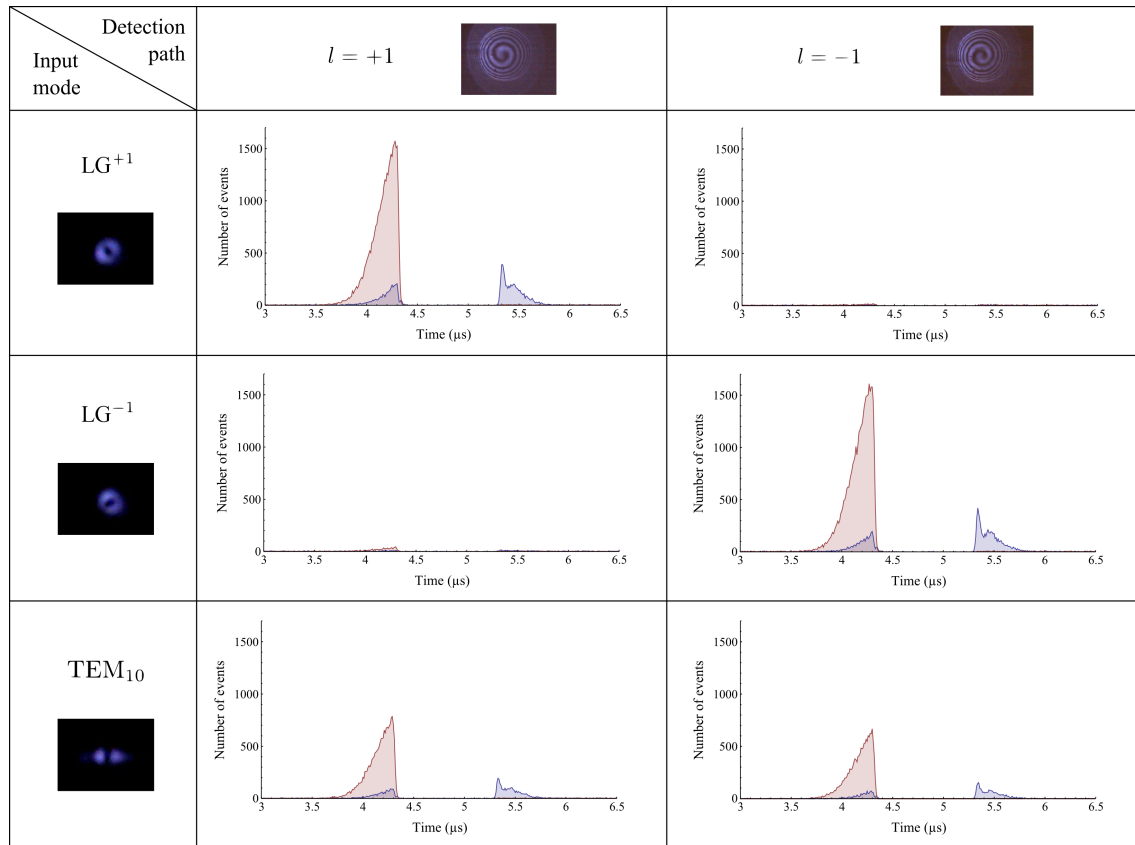 Detection
path
Input
mode
l = +1
l = −1
LG⁺¹
Number of events
1500
1000
500
0
3 3.5 4 4.5 5 5.5 6 6.5
Time (µs)
Number of events
1500
1000
500
0
3 3.5 4 4.5 5 5.5 6 6.5
Time (µs)
LG⁻¹
Number of events
1500
1000
500
0
3 3.5 4 4.5 5 5.5 6 6.5
Time (µs)
Number of events
1500
1000
500
0
3 3.5 4 4.5 5 5.5 6 6.5
Time (µs)
TEM₁₀
Number of events
1500
1000
500
0
3 3.5 4 4.5 5 5.5 6 6.5
Time (µs)
Number of events
1500
1000
500
0
3 3.5 4 4.5 5 5.5 6 6.5
Time (µs)